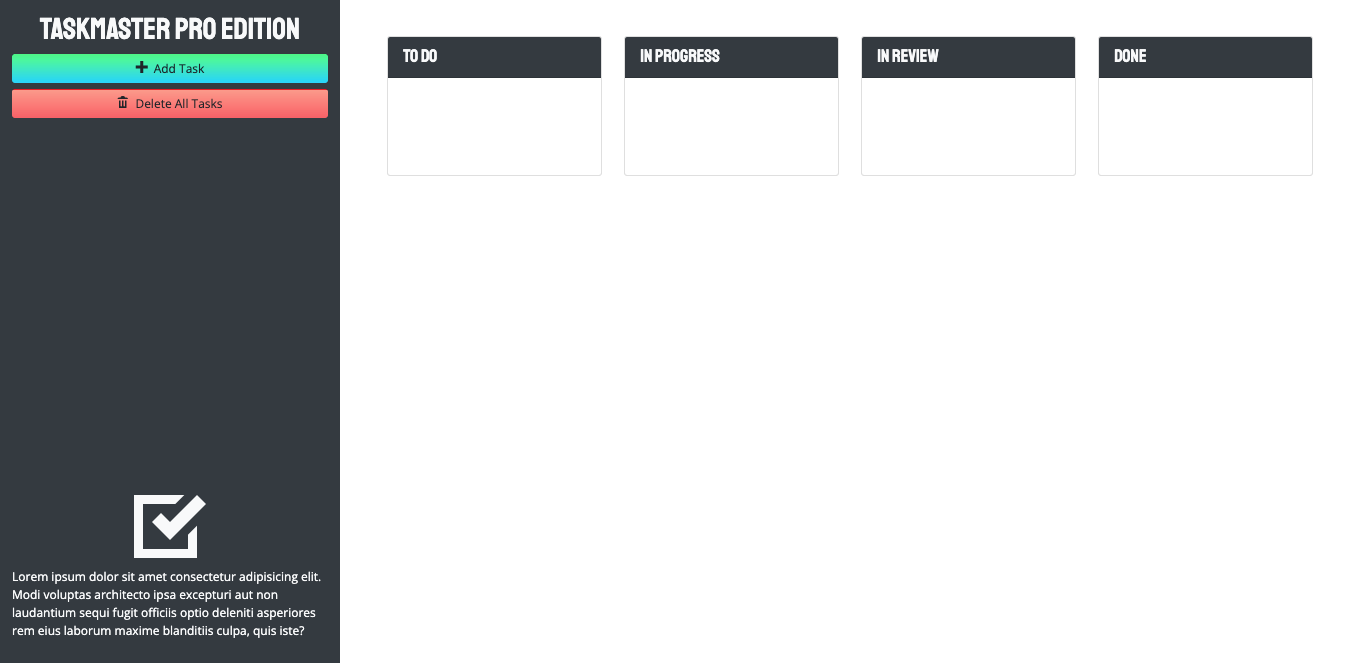 TASKMASTER PRO EDITION
Add Task
Delete All Tasks
Lorem ipsum dolor sit amet consectetur adipisicing elit.
Modi voluptas architecto ipsa excepturi aut non
laudantium sequi fugit officiis optio deleniti asperiores
rem eius laborum maxime blanditiis culpa, quis iste?
TO DO
IN PROGRESS
IN REVIEW
DONE